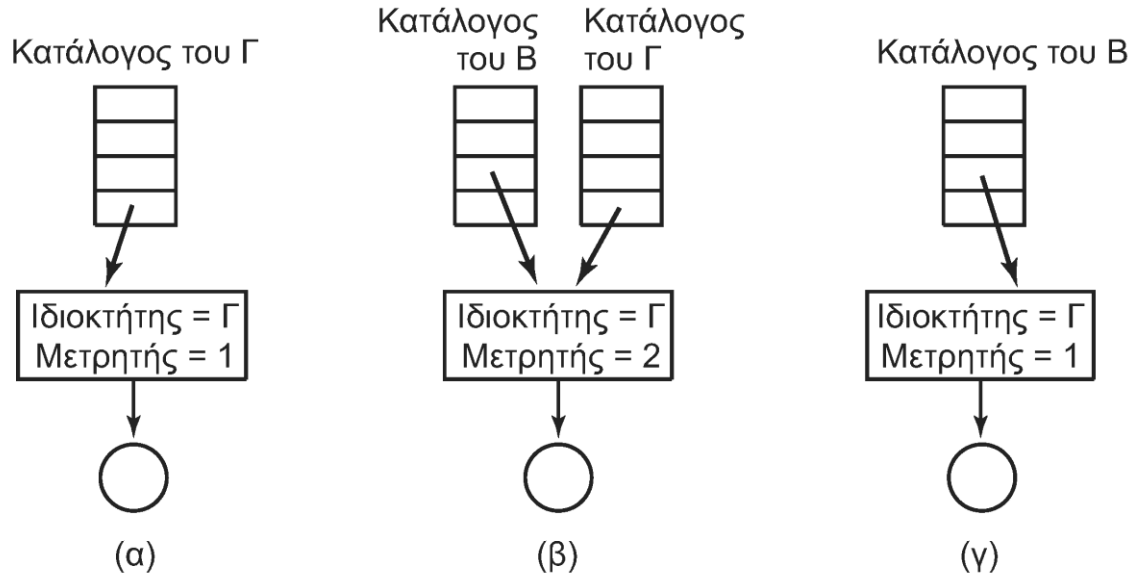 Κατάλογος του Γ
Ιδιοκτήτης = Γ
Μετρητής = 1
(α)
Κατάλογος
του Β
Κατάλογος
του Γ
Ιδιοκτήτης = Γ
Μετρητής = 2
(β)
Κατάλογος του Β
Ιδιοκτήτης = Γ
Μετρητής = 1
(γ)